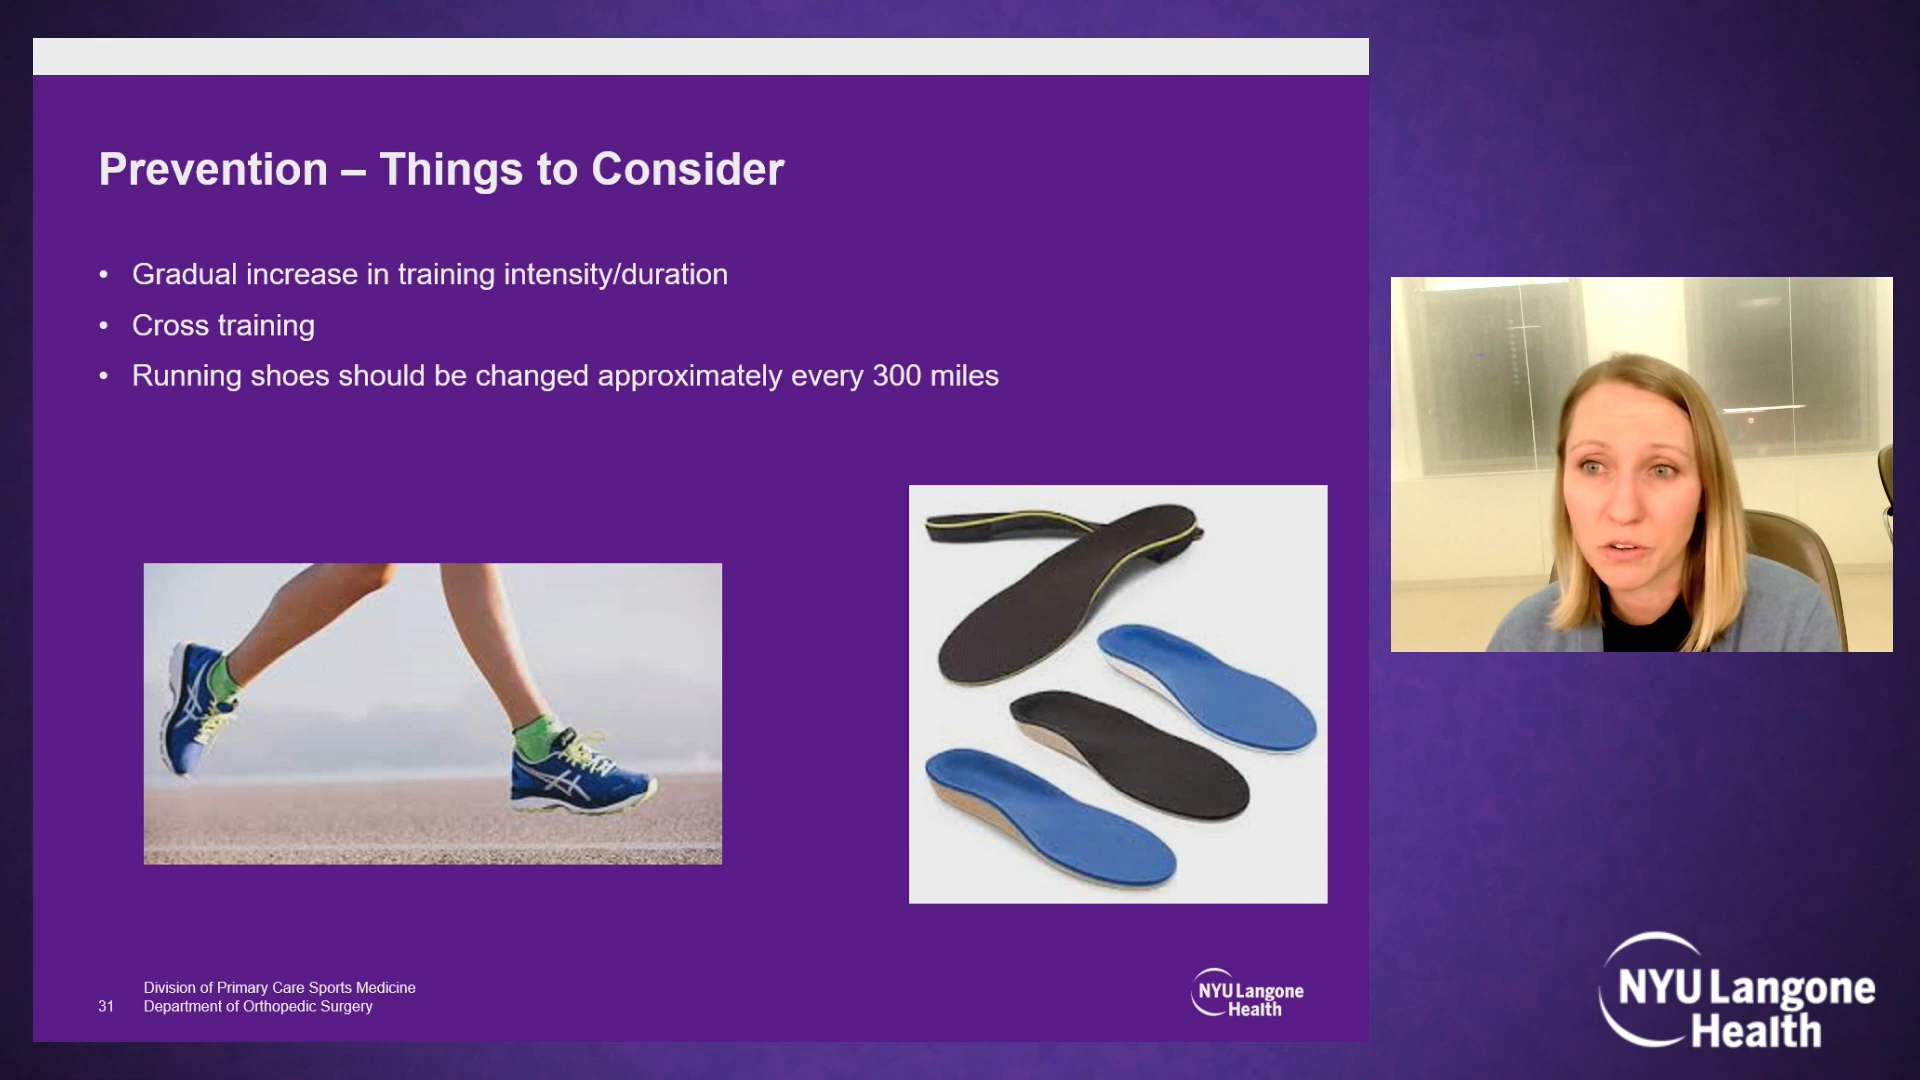 Prevention – Things to Consider
• Gradual increase in training intensity/duration
• Cross training
• Running shoes should be changed approximately every 300 miles
Division of Primary Care Sports Medicine
31 Department of Orthopedic Surgery
NYU Langone
Health
NYU Langone
Health